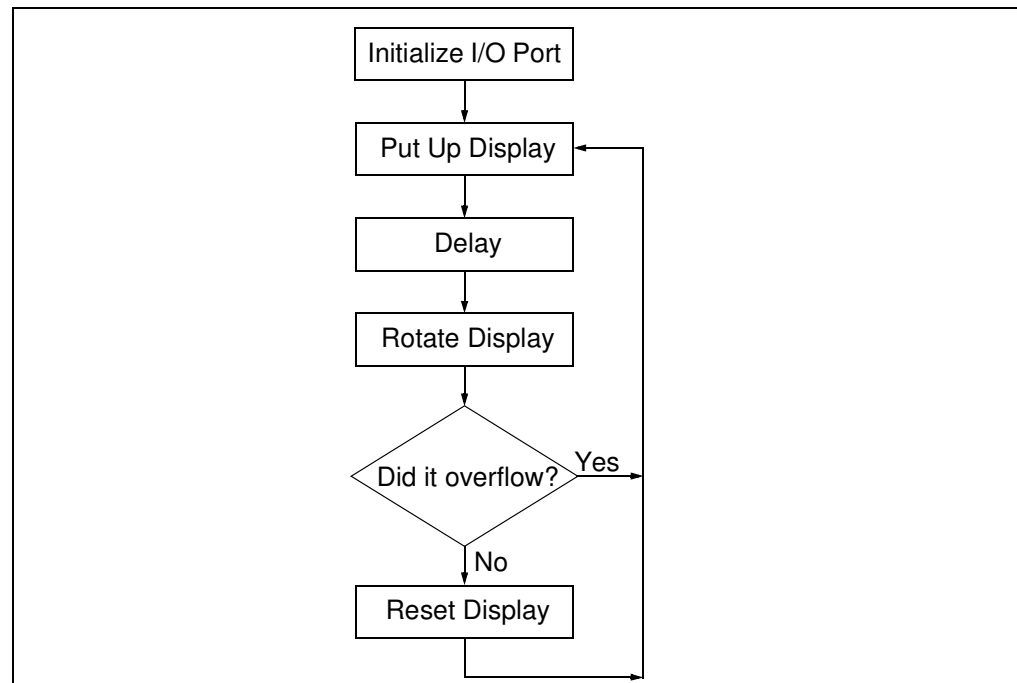 Initialize I/O Port
Put Up Display
Delay
Rotate Display
Did it overflow?
Yes
No
Reset Display